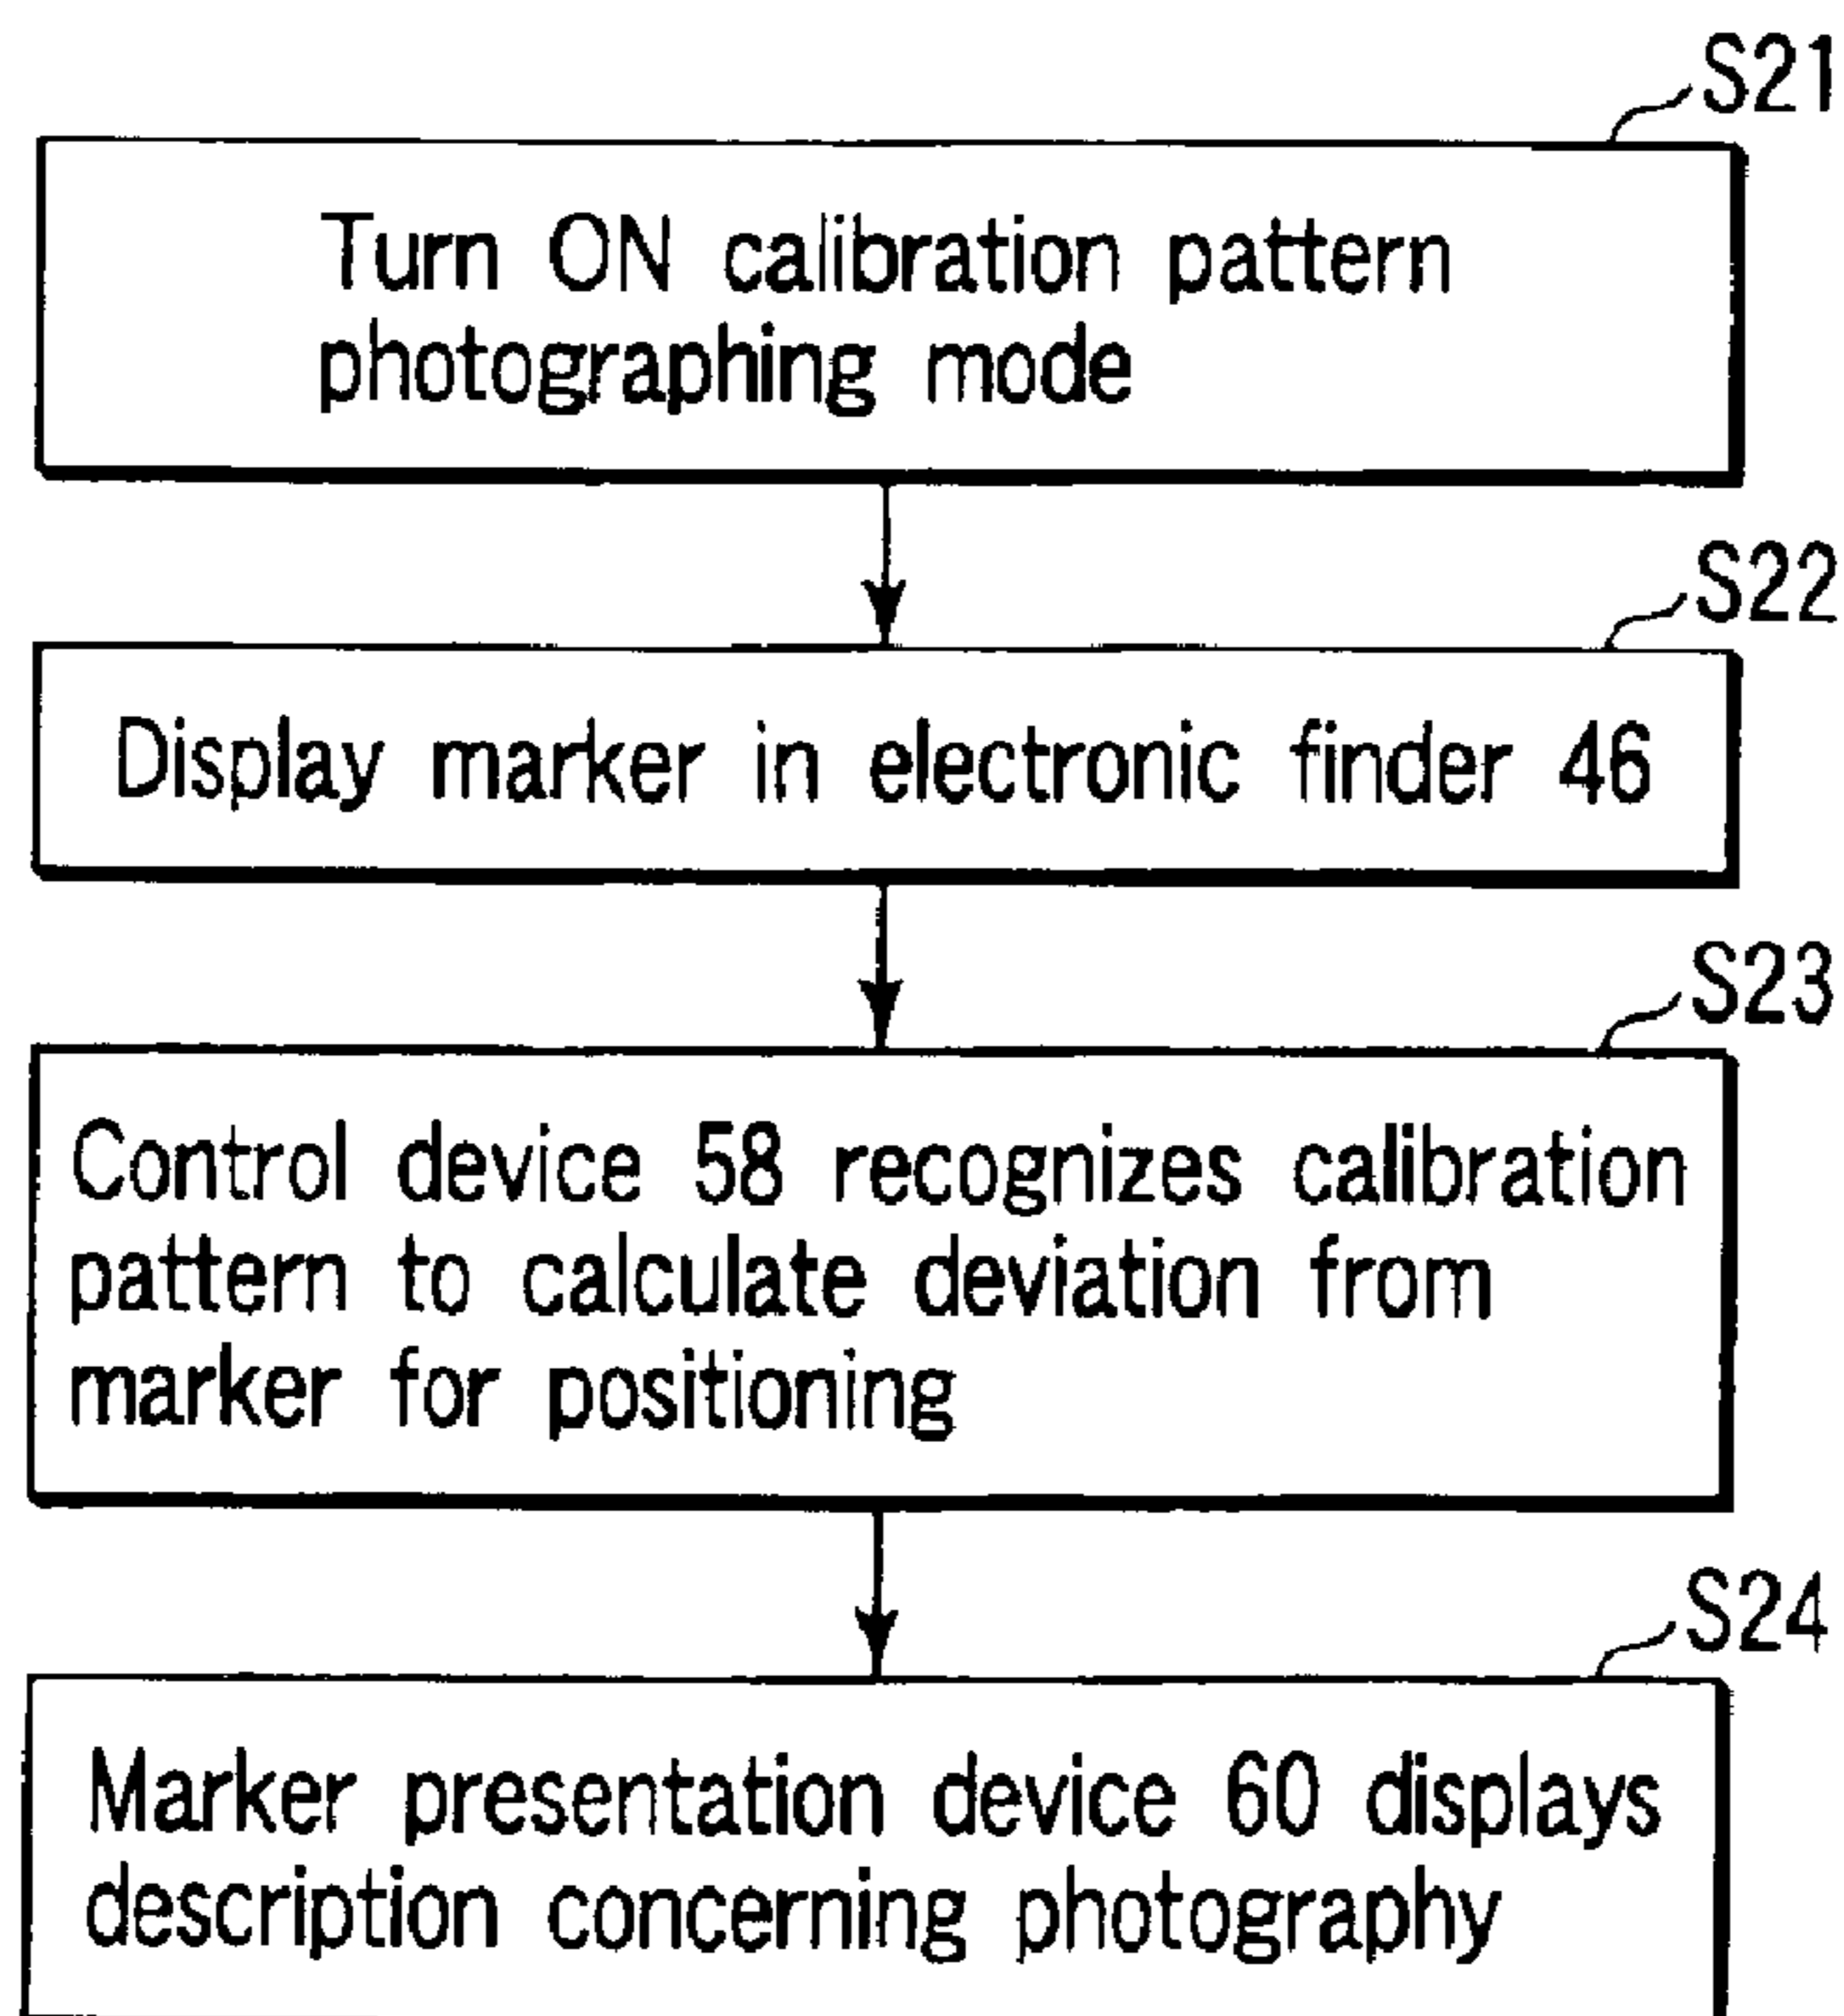 S21
Turn ON calibration pattern
photographing mode
S22
Display marker in electronic finder 46
S23
Control device 58 recognizes calibration
pattern to calculate deviation from
marker for positioning
S24
Marker presentation device 60 displays
description concerning photography